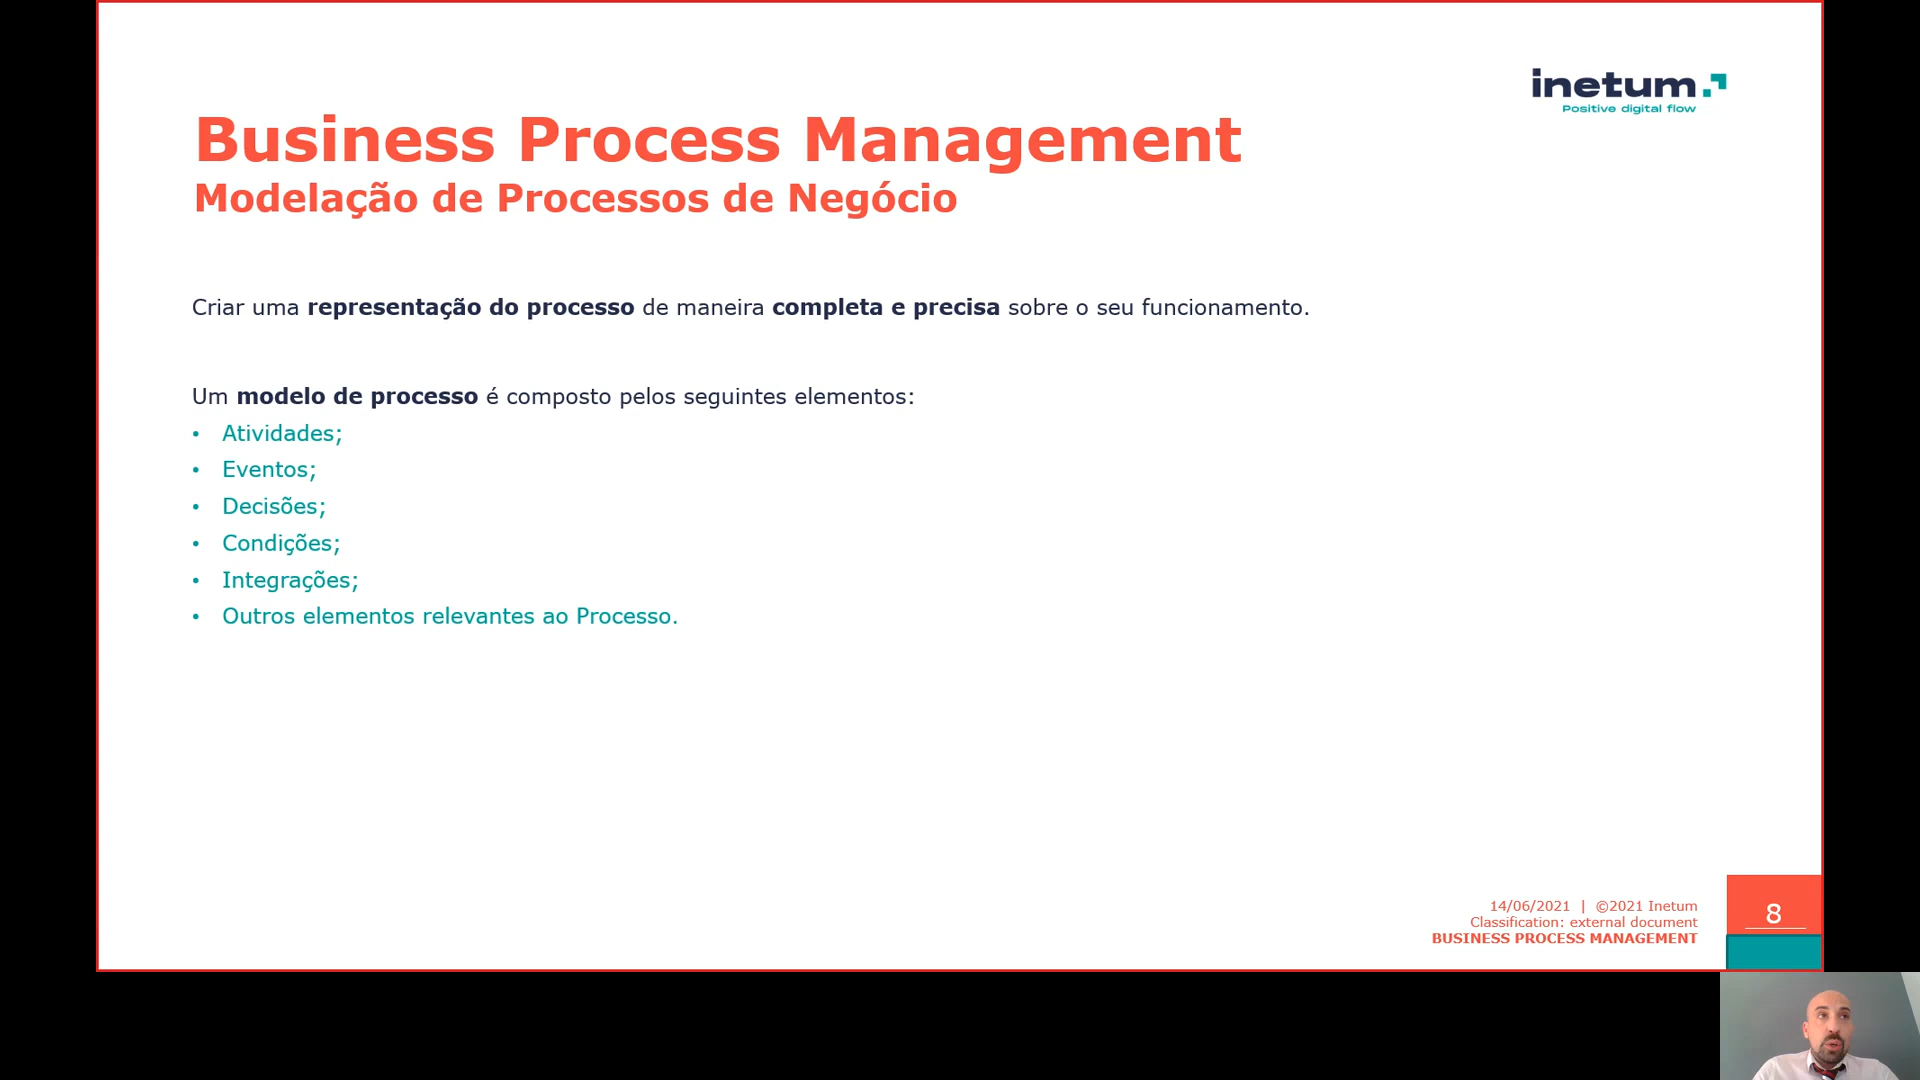 inetum
Positive digital flow
Business Process Management
Modelação de Processos de Negócio
Criar uma representação do processo de maneira completa e precisa sobre o seu funcionamento.
Um modelo de processo é composto pelos seguintes elementos:
• Atividades;
• Eventos;
• Decisões;
• Condições;
• Integrações;
• Outros elementos relevantes ao Processo.
14/06/2021 | ©2021 Inetum
Classification: external document
BUSINESS PROCESS MANAGEMENT
8